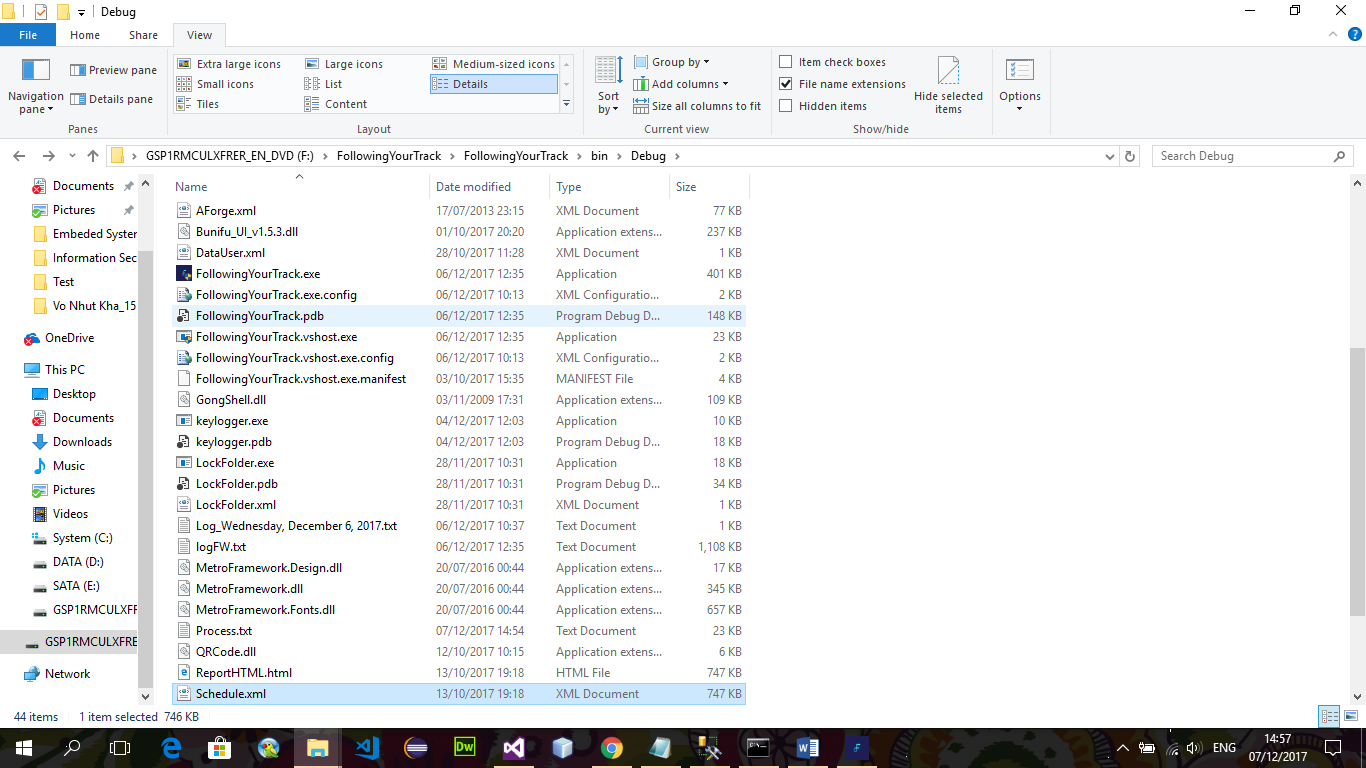 Debug
File Home Share View
Navigation pane
Preview pane
Details pane
Panes
Extra large icons Large icons Medium-sized icons
Small icons List Details
Tiles Content
Layout
Sort by
Group by
Add columns
Size all columns to fit
Current view
Item check boxes
File name extensions
Hidden items
Hide selected items
Show/hide
Options
GSP1RMCULXFRER_EN_DVD (F:) FollowingYourTrack FollowingYourTrack bin Debug
Search Debug
Documents
Pictures
Embeded Syster
Information Sec
Test
Vo Nhut Kha_15
OneDrive
This PC
Desktop
Documents
Downloads
Music
Pictures
Videos
System (C:)
DATA (D:)
SATA (E:)
GSP1RMCULXFF
GSP1RMCULXFRE
Network
Name Date modified Type Size
AForge.xml 17/07/2013 23:15 XML Document 77 KB
Bunifu_UI_v1.5.3.dll 01/10/2017 20:20 Application extens... 237 KB
DataUser.xml 28/10/2017 11:28 XML Document 1 KB
FollowingYourTrack.exe 06/12/2017 12:35 Application 401 KB
FollowingYourTrack.exe.config 06/12/2017 10:13 XML Configuratio... 2 KB
FollowingYourTrack.pdb 06/12/2017 12:35 Program Debug D... 148 KB
FollowingYourTrack.vshost.exe 06/12/2017 12:35 Application 23 KB
FollowingYourTrack.vshost.exe.config 06/12/2017 10:13 XML Configuratio... 2 KB
FollowingYourTrack.vshost.exe.manifest 03/10/2017 15:35 MANIFEST File 4 KB
GongShell.dll 03/11/2009 17:31 Application extens... 109 KB
keylogger.exe 04/12/2017 12:03 Application 10 KB
keylogger.pdb 04/12/2017 12:03 Program Debug D... 18 KB
LockFolder.exe 28/11/2017 10:31 Application 18 KB
LockFolder.pdb 28/11/2017 10:31 Program Debug D... 34 KB
LockFolder.xml 28/11/2017 10:31 XML Document 1 KB
Log_Wednesday, December 6, 2017.txt 06/12/2017 10:37 Text Document 1 KB
logFW.txt 06/12/2017 12:35 Text Document 1,108 KB
MetroFramework.Design.dll 20/07/2016 00:44 Application extens... 17 KB
MetroFramework.dll 20/07/2016 00:44 Application extens... 345 KB
MetroFramework.Fonts.dll 20/07/2016 00:44 Application extens... 657 KB
Process.txt 07/12/2017 14:54 Text Document 23 KB
QRCode.dll 12/10/2017 10:15 Application extens... 6 KB
ReportHTML.html 13/10/2017 19:18 HTML File 747 KB
Schedule.xml 13/10/2017 19:18 XML Document 747 KB
44 items 1 item selected 746 KB
Dw
ENG
14:57
07/12/2017